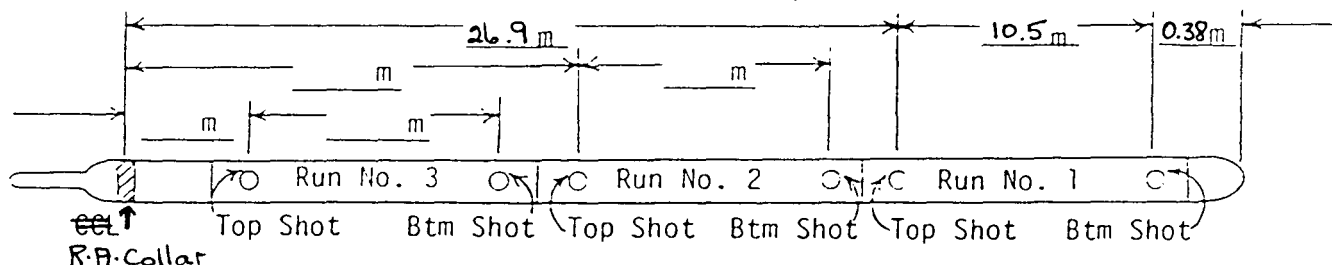 26.9 m 10.5 m 0.38m
m m
m m
Run No. 3 Run No. 2 Run No. 1
CCL Top Shot Btm Shot Top Shot Btm Shot Top Shot Btm Shot
R.A. Collar